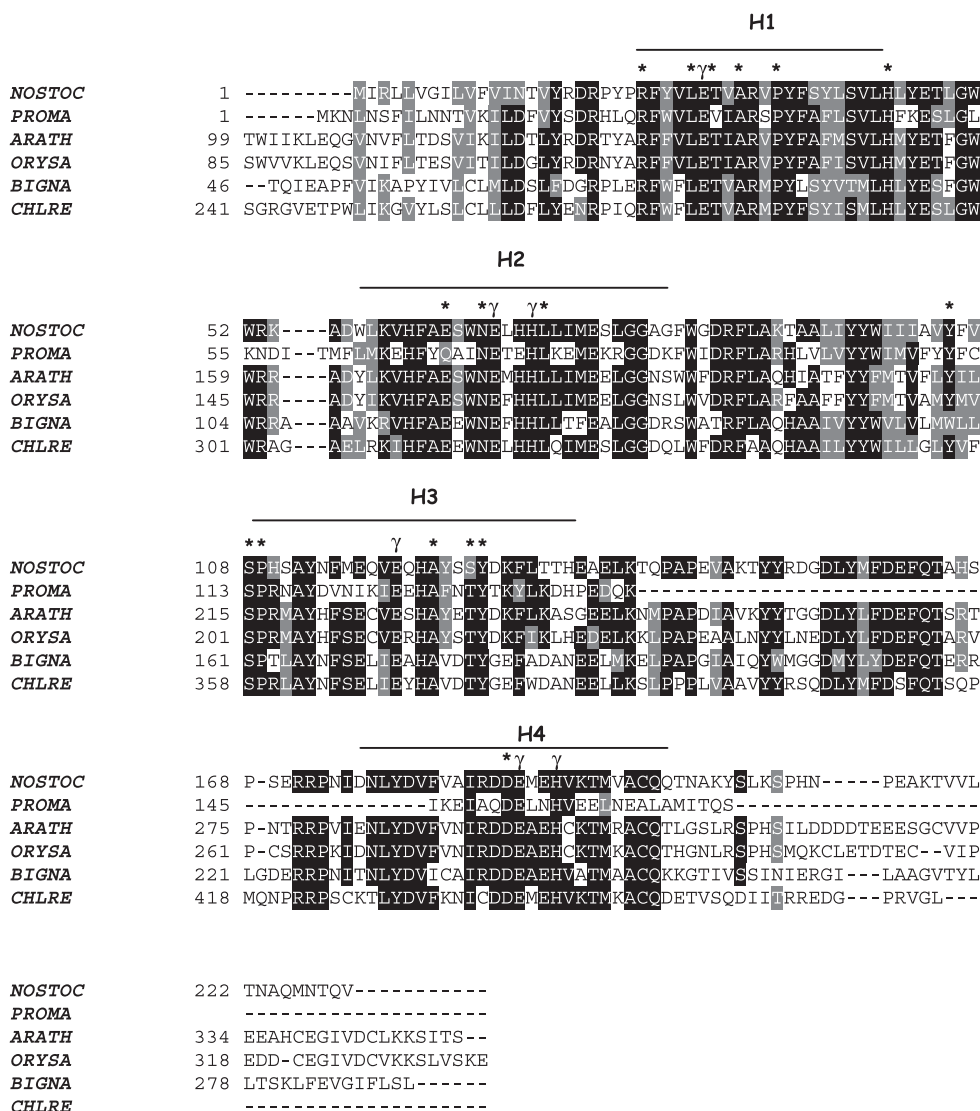 H1
* *γ* * * *
NOSTOC 1 ---------MIRLLVGILVFVINTVYRDRPYPRFYVLETVARVPYFSYLSVLHLYETLGW
PROMA 1 ------MKNLNSFILNNTVKILDFVYSDRHLQRFWVLEVIARSPYFAFLSVLHFKESLGL
ARATH 99 TWIIKLEQGVNVFLTDSVIKILDTLYRDRTYARFFVLETIARVPYFAFMSVLHMYETFGW
ORYSA 85 SWVVKLEQSVNIFLTESVITILDGLYRDRNYARFFVLETIARVPYFAFISVLHMYETFGW
BIGNA 46 --TQIEAPFVIKAPYIVLCLMLDSLFDGRPLERFWFLETVARMPYLSYVTMLHLYESFGW
CHLRE 241 SGRGVETPWLIKGVYLSLCLLLDFLYENRPIQRFWFLETVARMPYFSYISMLHLYESLGW
H2
* *γ γ* *
NOSTOC 52 WRK----ADWLKVHFAESWNELHHLLIMESLGGAGFWGDRFLAKTAALIYYWIIIAVYFV
PROMA 55 KNDI--TMFLMKEHFYQAINETEHLKEMEKRGGDKFWIDRFLARHLVLVYYWIMVFYYFC
ARATH 159 WRR----ADYLKVHFAESWNEMHHLLIMEELGGNSWWFDRFLAQHIATFYYFMTVFLYIL
ORYSA 145 WRR----ADYIKVHFAESWNEFHHLLIMEELGGNSLWVDRFLARFAAFFYYFMTVAMYMV
BIGNA 104 WRRA---AAVKRVHFAEEWNEFHHLLTFEALGGDRSWATRFLAQHAAIVYYWVLVLMWLL
CHLRE 301 WRAG---AELRKIHFAEEWNELHHLQIMESLGGDQLWFDRFAAQHAAILYYWILLGLYVF
H3
** γ * **
NOSTOC 108 SPHSAYNFMEQVEQHAYSSYDKFLTTHEAELKTQPAPEVAKTYYRDGDLYMFDEFQTAHS
PROMA 113 SPRNAYDVNIKIEEHAFNTYTKYLKDHPEDQK----------------------------
ARATH 215 SPRMAYHFSECVESHAYETYDKFLKASGEELKNMPAPDIAVKYYTGGDLYLFDEFQTSRT
ORYSA 201 SPRMAYHFSECVERHAYSTYDKFIKLHEDELKKLPAPEAALNYYLNEDLYLFDEFQTARV
BIGNA 161 SPTLAYNFSELIEAHAVDTYGEFADANEELMKELPAPGIAIQYWMGGDMYLYDEFQTERR
CHLRE 358 SPRLAYNFSELIEYHAVDTYGEFWDANEELLKSLPPPLVAAVYYRSQDLYMFDSFQTSQP
H4
*γ γ
NOSTOC 168 P-SERRPNIDNLYDVFVAIRDDEMEHVKTMVACQQTNAKYSLKSPHN-----PEAKTVVL
PROMA 145 ---------------IKEIAQDELNHVEELNEALAMITQS--------------------
ARATH 275 P-NTRRPVIENLYDVFVNIRDDEAEHCKTMRACQTLGSLRSPHSILDDDDTEEESGCVVP
ORYSA 261 P-CSRRPKIDNLYDVFVNIRDDEAEHCKTMKACQTHGNLRSPHSMQKCLETDTEC--VIP
BIGNA 221 LGDERRPNITNLYDVICAIRDDEAEHVATMAACQKKGTIVSSINIERGI---LAAGVTYL
CHLRE 418 MQNPRRPSCKTLYDVFKNICDDEMEHVKTMKACQDETVSQDIITRREDG---PRVGL---
NOSTOC 222 TNAQMNTQV-----------
PROMA --------------------
ARATH 334 EEAHCEGIVDCLKKSITS--
ORYSA 318 EDD-CEGIVDCVKKSLVSKE
BIGNA 278 LTSKLFEVGIFLSL------
CHLRE --------------------